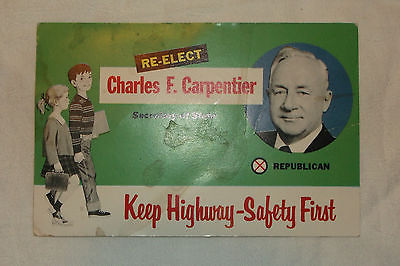 RE-ELECT
Charles F. Carpentier
Secretary of State
REPUBLICAN
Keep Highway-Safety First